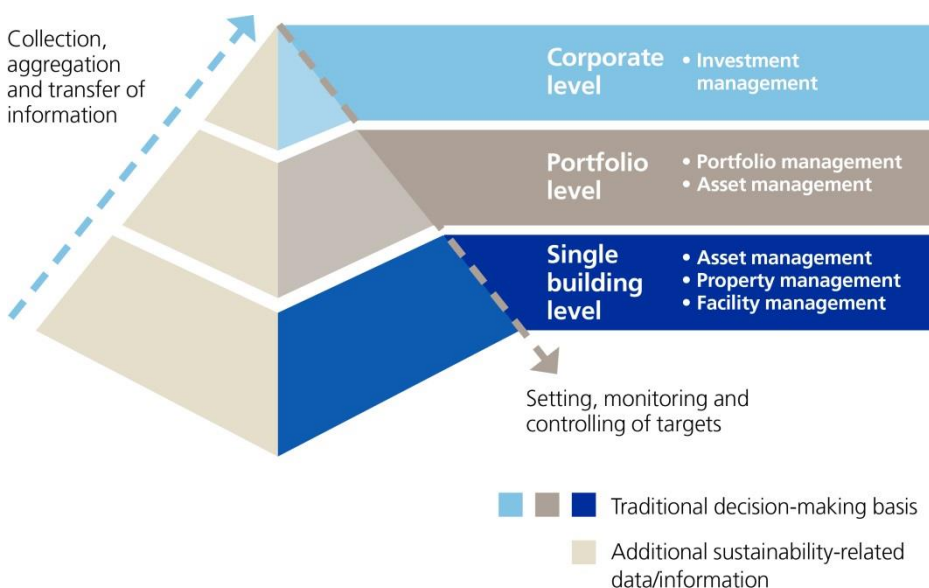 Collection,
aggregation
and transfer of
information
Corporate
level
• Investment
management
Portfolio
level
• Portfolio management
• Asset management
Single
building
level
• Asset management
• Property management
• Facility management
Setting, monitoring and
controlling of targets
Traditional decision-making basis
Additional sustainability-related
data/information